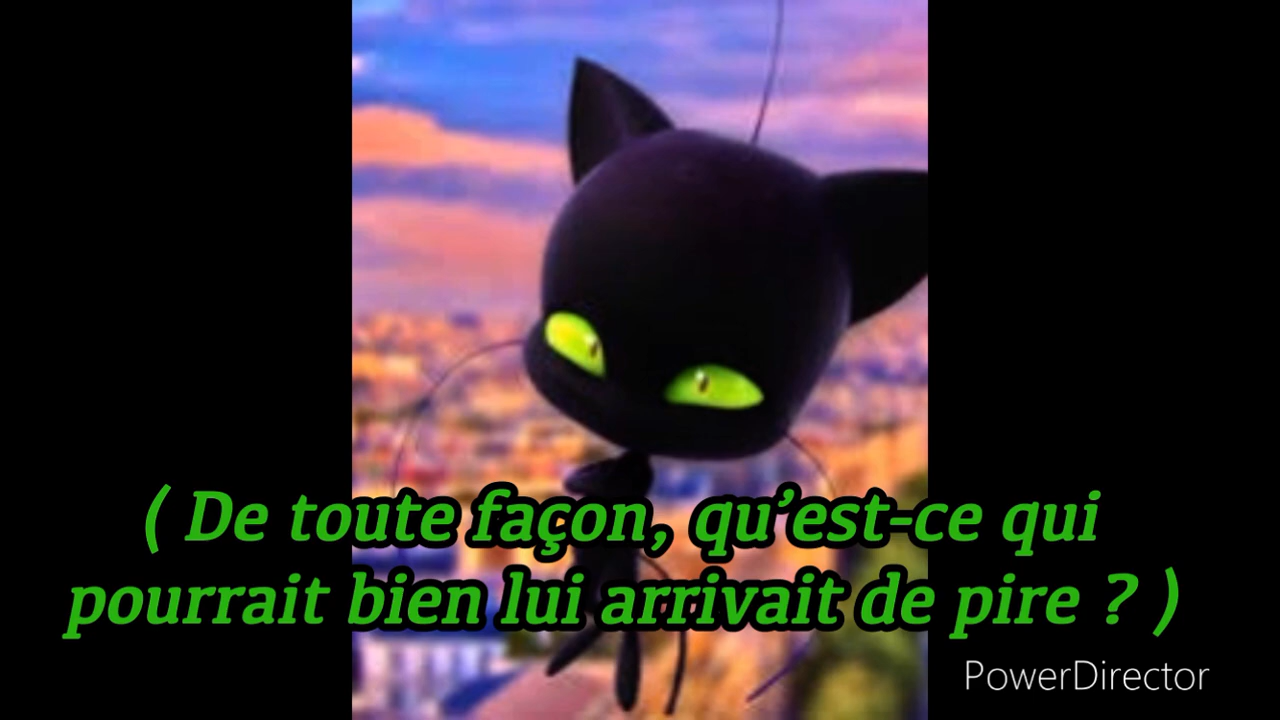 ( De toute façon, qu’est-ce qui
pourrait bien lui arrivait de pire ? )
PowerDirector